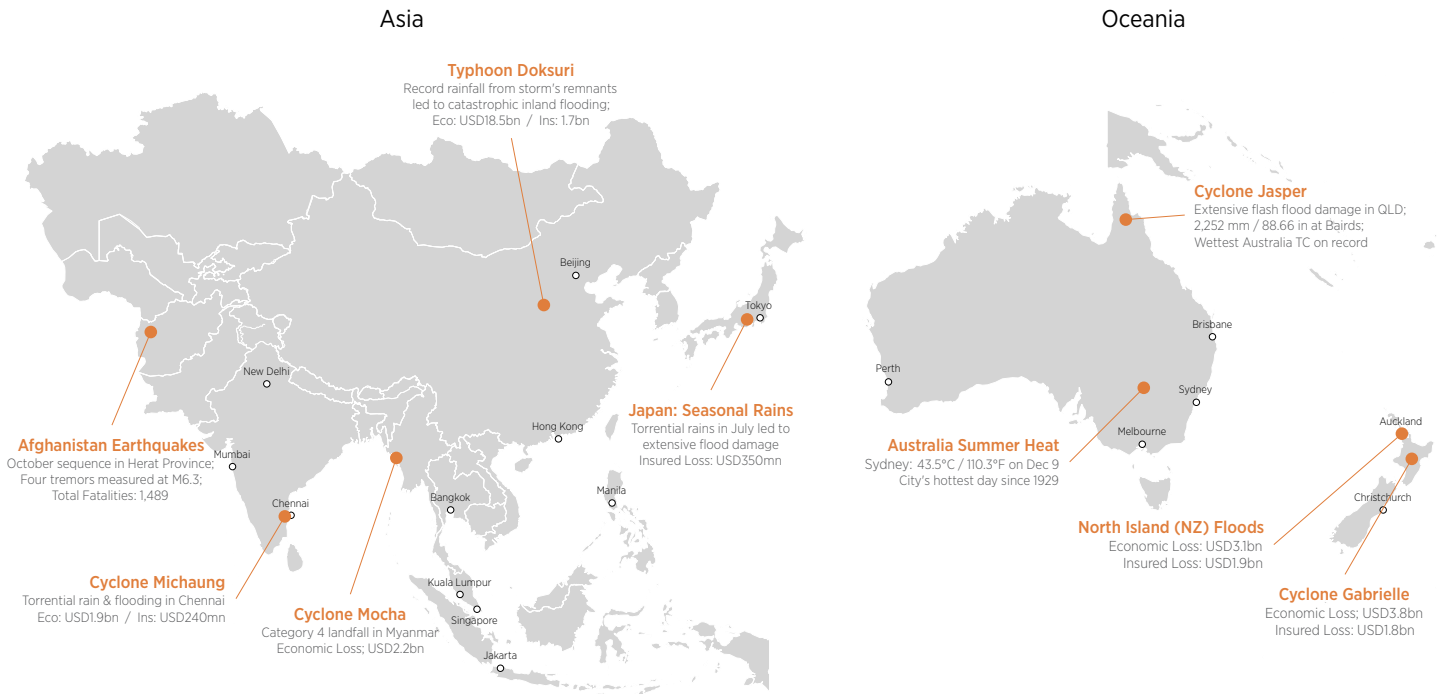 Asia
Oceania
Typhoon Doksuri
Record rainfall from storm's remnants
led to catastrophic inland flooding;
Eco: USD18.5bn / Ins: 1.7bn
Beijing
Tokyo
New Delhi
Hong Kong
Japan: Seasonal Rains
Torrential rains in July led to
extensive flood damage
Insured Loss: USD350mn
Afghanistan Earthquakes
October sequence in Herat Province;
Four tremors measured at M6.3;
Total Fatalities: 1,489
Mumbai
Chennai
Bangkok
Manila
Cyclone Michaung
Torrential rain & flooding in Chennai
Eco: USD1.9bn / Ins: USD240mn
Cyclone Mocha
Category 4 landfall in Myanmar
Economic Loss; USD2.2bn
Kuala Lumpur
Singapore
Jakarta
Cyclone Jasper
Extensive flash flood damage in QLD;
2,252 mm / 88.66 in at Bairds;
Wettest Australia TC on record
Brisbane
Perth
Sydney
Melbourne
Auckland
Australia Summer Heat
Sydney: 43.5°C / 110.3°F on Dec 9
City's hottest day since 1929
Christchurch
North Island (NZ) Floods
Economic Loss: USD3.1bn
Insured Loss: USD1.9bn
Cyclone Gabrielle
Economic Loss; USD3.8bn
Insured Loss: USD1.8bn